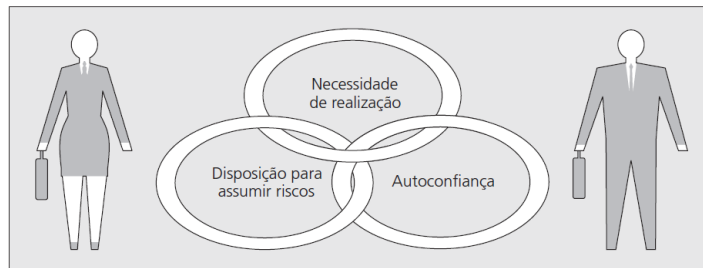 Necessidade
de realização
Disposição para
assumir riscos
Autoconfiança